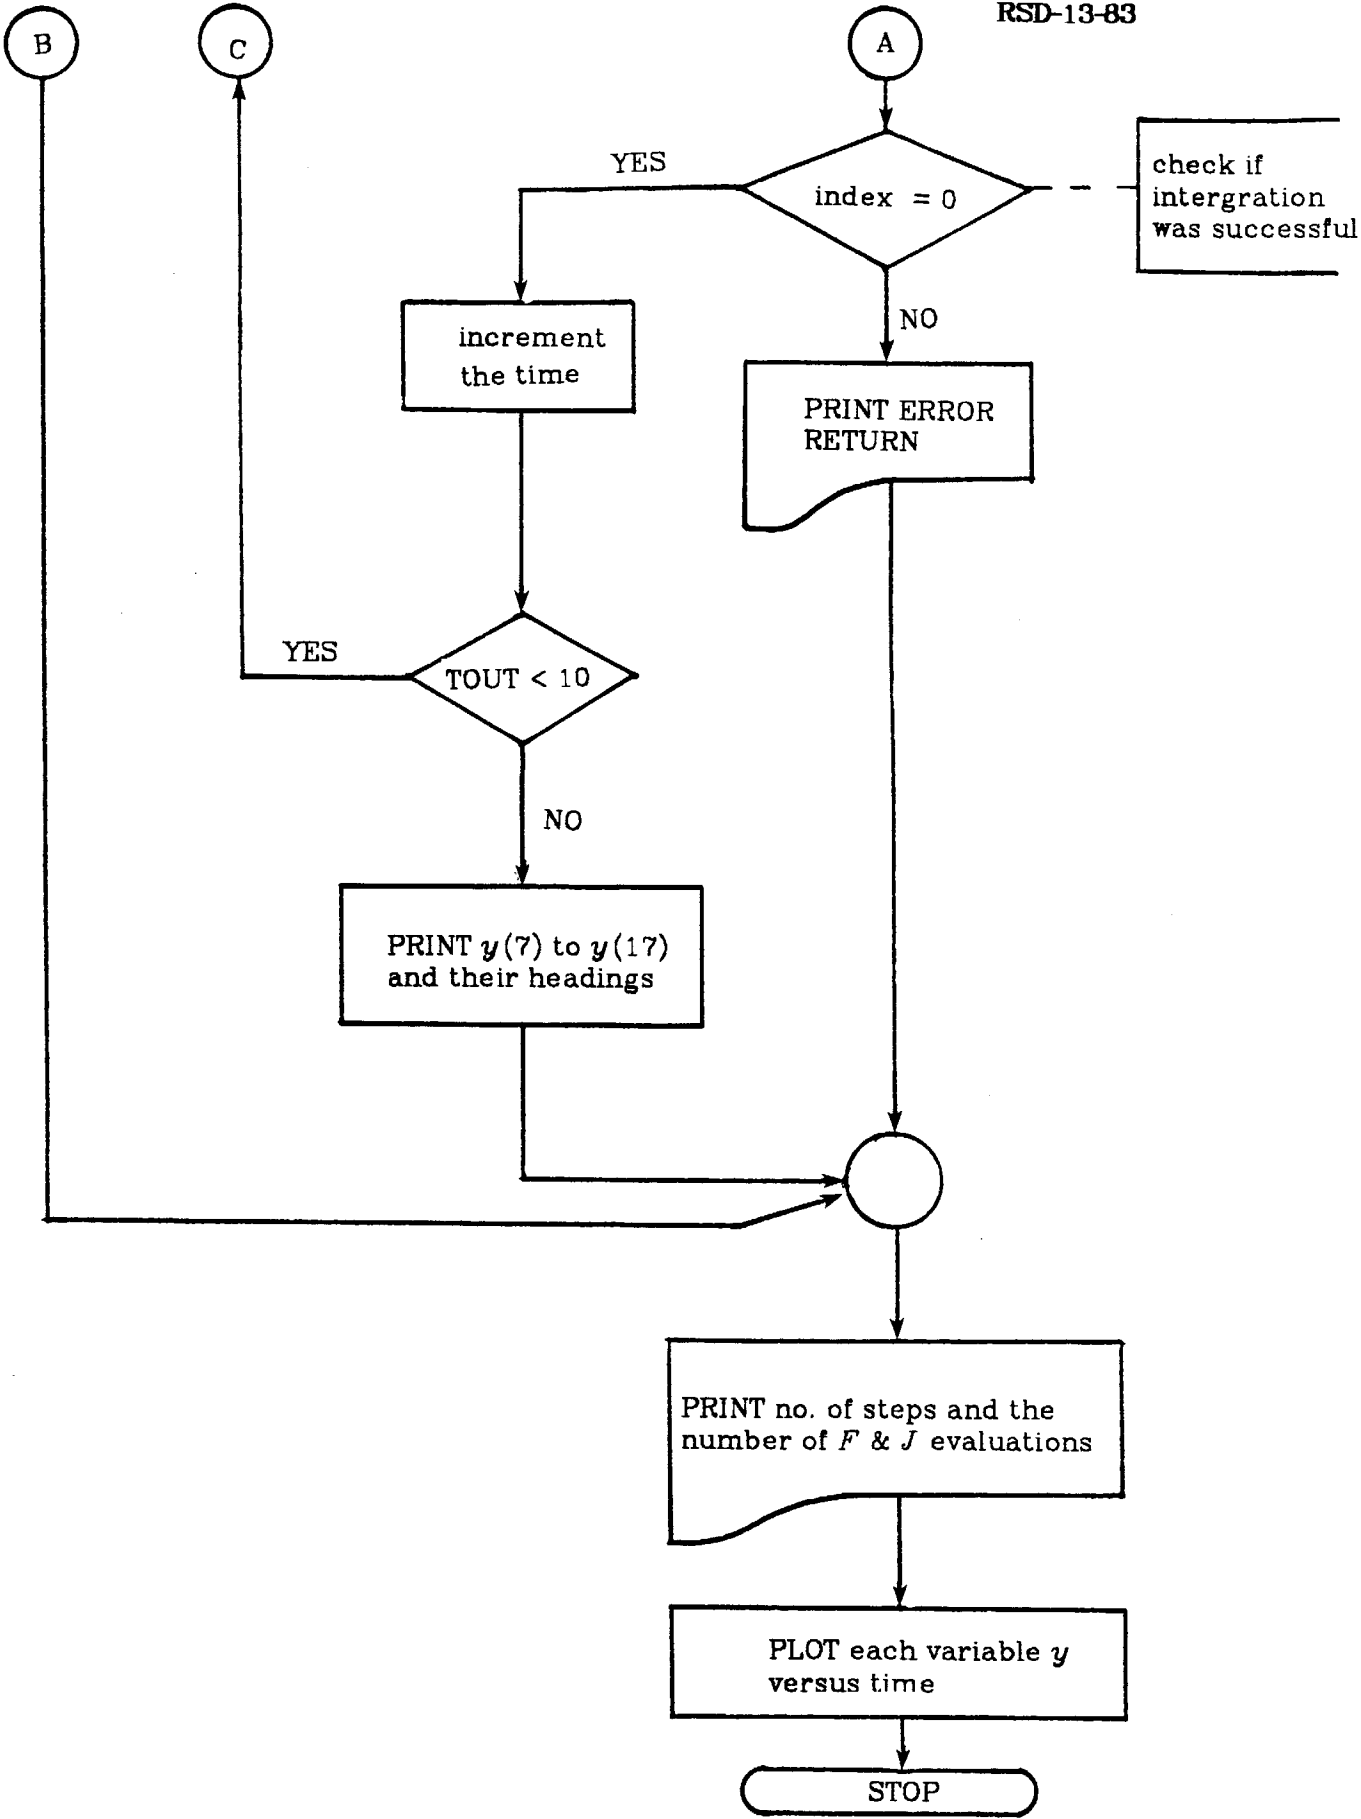 RSD-13-83
B
C
A
YES
index = 0
check if
intergration
was successful
NO
increment
the time
PRINT ERROR
RETURN
YES
TOUT < 10
NO
PRINT y(7) to y(17)
and their headings
PRINT no. of steps and the
number of F & J evaluations
PLOT each variable y
versus time
STOP